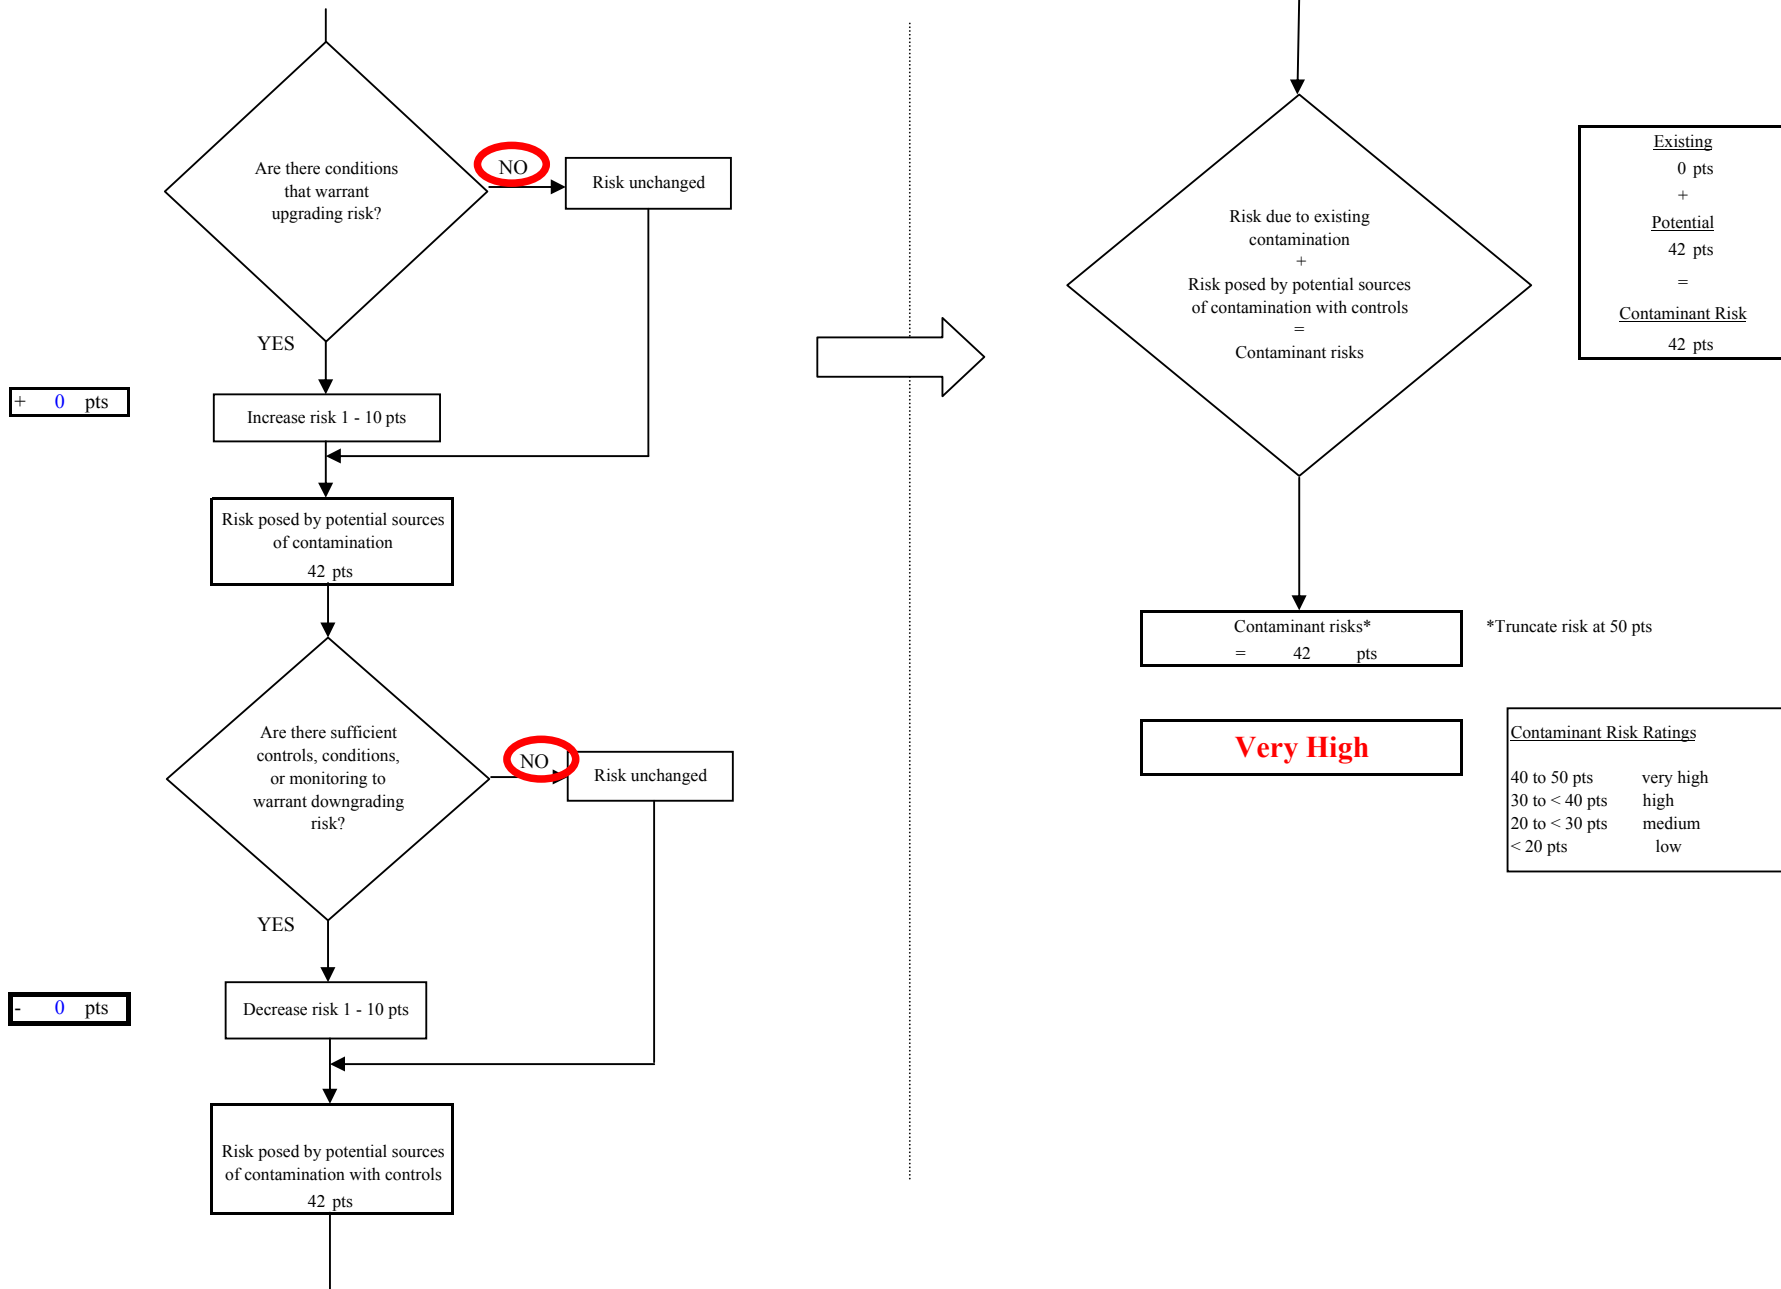 Are there conditions
that warrant
upgrading risk?
NO
Risk unchanged
YES
+ 0 pts
Increase risk 1 - 10 pts
Risk posed by potential sources
of contamination
42 pts
Are there sufficient
controls, conditions,
or monitoring to
warrant downgrading
risk?
NO
Risk unchanged
YES
- 0 pts
Decrease risk 1 - 10 pts
Risk posed by potential sources
of contamination with controls
42 pts
Risk due to existing
contamination
+
Risk posed by potential sources
of contamination with controls
=
Contaminant risks
Existing
0 pts
+
Potential
42 pts
=
Contaminant Risk
42 pts
Contaminant risks*
= 42 pts
*Truncate risk at 50 pts
Very High
Contaminant Risk Ratings
40 to 50 pts very high
30 to < 40 pts high
20 to < 30 pts medium
< 20 pts low